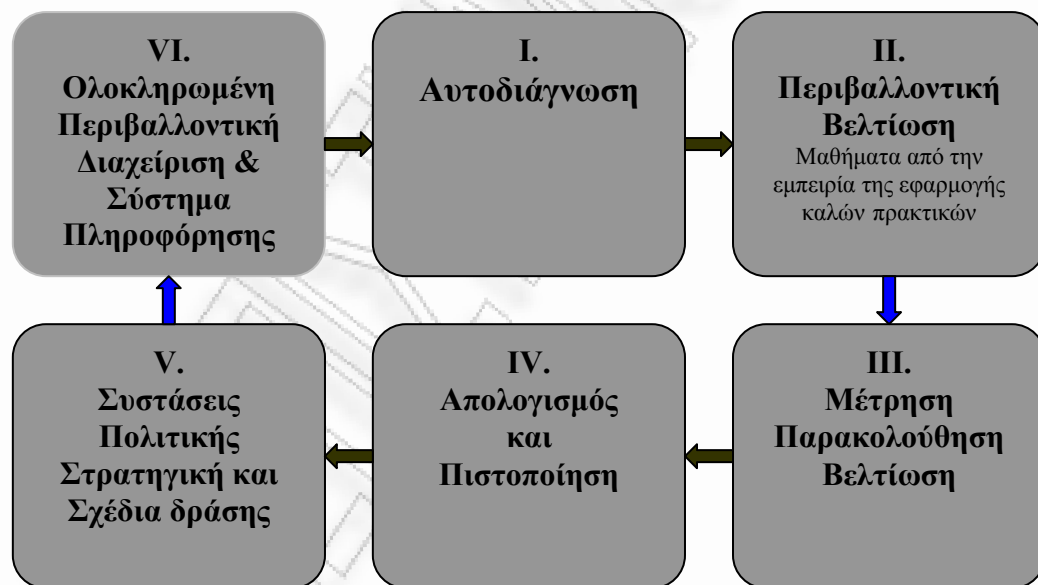 VI.
Ολοκληρωμένη
Περιβαλλοντική
Διαχείριση &
Σύστημα
Πληροφόρησης
I.
Αυτοδιάγνωση
II.
Περιβαλλοντική
Βελτίωση
Μαθήματα από την
εμπειρία της εφαρμογής
καλών πρακτικών
V.
Συστάσεις
Πολιτικής
Στρατηγική και
Σχέδια δράσης
IV.
Απολογισμός
και
Πιστοποίηση
III.
Μέτρηση
Παρακολούθηση
Βελτίωση